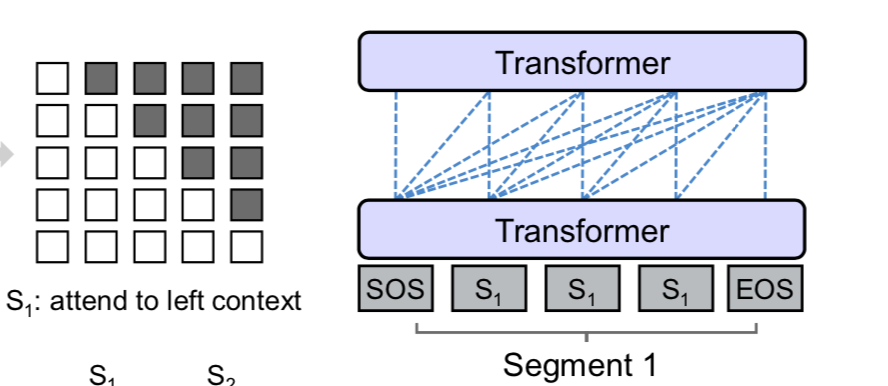 Transformer
Transformer
SOS S₁ S₁ S₁ EOS
S₁: attend to left context
Segment 1
S₁ S₂